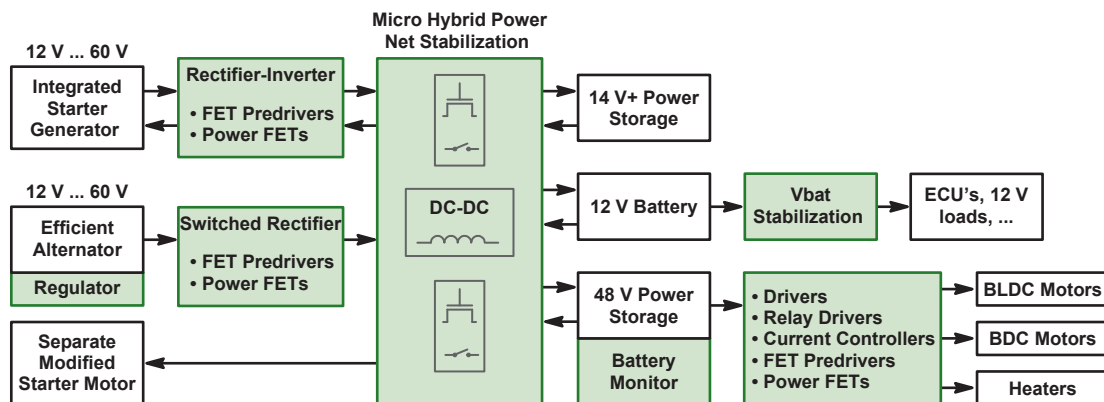 Micro Hybrid Power
Net Stabilization
12 V ... 60 V
Integrated
Starter
Generator
Rectifier-Inverter
• FET Predrivers
• Power FETs
14 V+ Power
Storage
12 V ... 60 V
Efficient
Alternator
Regulator
Switched Rectifier
• FET Predrivers
• Power FETs
DC-DC
12 V Battery
Vbat
Stabilization
ECU's, 12 V
loads, ...
Separate
Modified
Starter Motor
48 V Power
Storage
Battery
Monitor
• Drivers
• Relay Drivers
• Current Controllers
• FET Predrivers
• Power FETs
BLDC Motors
BDC Motors
Heaters